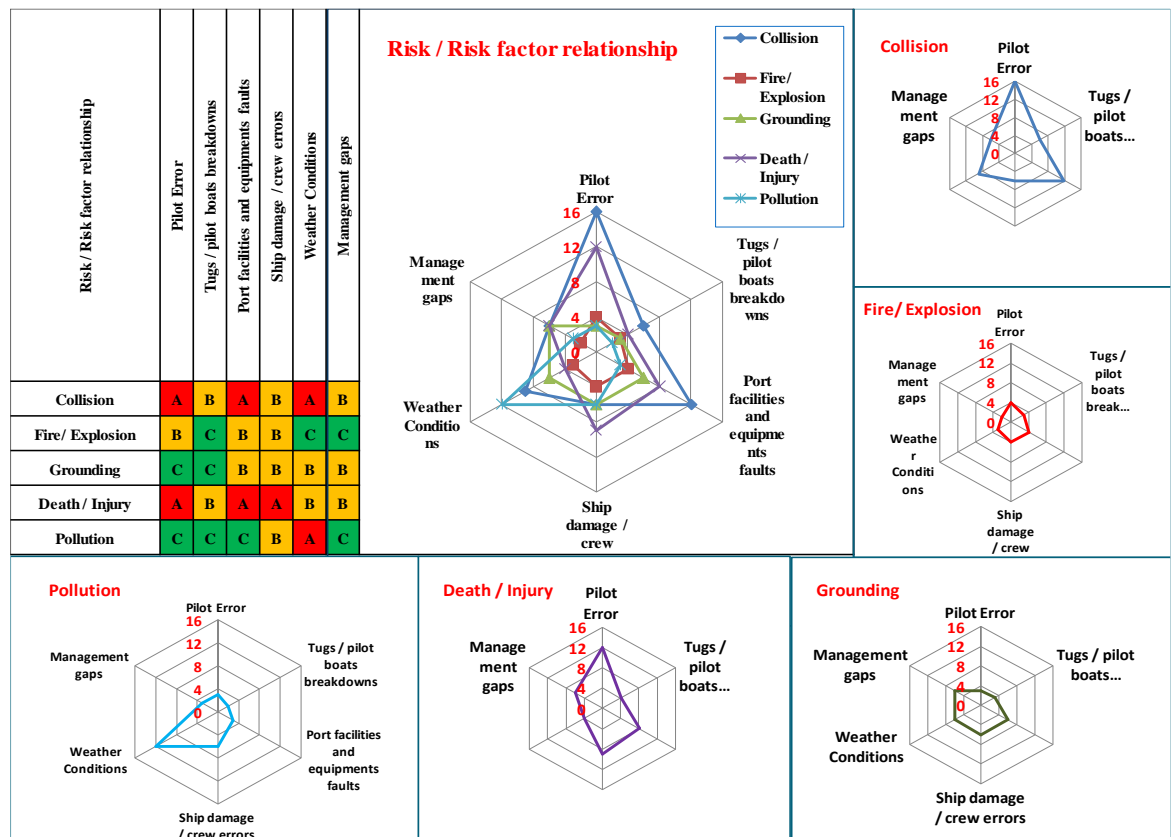 Risk / Risk factor relationship
Pilot Error
Tugs / pilot boats breakdowns
Port facilities and equipments faults
Ship damage / crew errors
Weather Conditions
Management gaps
Collision A B A B A B
Fire/ Explosion B C B B C C
Grounding C C B B B B
Death / Injury A B A A B B
Pollution C C C B A C
Risk / Risk factor relationship
Collision
Fire/
Explosion
Grounding
Death /
Injury
Pollution
Pilot
Error
16
12
8
4
0
Tugs /
pilot
boats
breakdo
wns
Port
facilities
and
equipme
nts
faults
Ship
damage /
crew
Weather
Conditio
ns
Manage
ment
gaps
Collision
Pilot
Error
16
12
8
4
0
Tugs /
pilot
boats...
Manage
ment
gaps
Fire/ Explosion
Pilot
Error
16
12
8
4
0
Tugs /
pilot
boats
break...
Ship
damage
/ crew
Weathe
r
Conditi
ons
Manage
ment
gaps
Pollution
Pilot Error
16
12
8
4
0
Tugs / pilot
boats
breakdowns
Port facilities
and
equipments
faults
Ship damage
/ crew errors
Weather
Conditions
Management
gaps
Death / Injury
Pilot
Error
16
12
8
4
0
Tugs /
pilot
boats...
Manage
ment
gaps
Grounding
Pilot Error
16
12
8
4
0
Tugs / pilot
boats...
Ship damage
/ crew errors
Weather
Conditions
Management
gaps